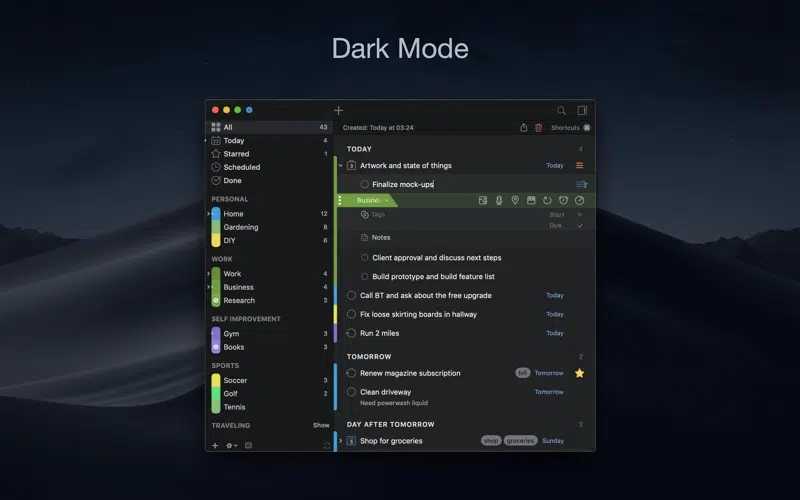 Dark Mode
All 43
Today 4
Starred 1
Scheduled
Done
PERSONAL
Home 12
Gardening 8
DIY 6
WORK
Work 4
Business 4
Research 3
SELF IMPROVEMENT
Gym 3
Books 3
SPORTS
Soccer 3
Golf 2
Tennis
TRAVELING Show
Created: Today at 03:24 Shortcuts
TODAY 4
3 Artwork and state of things Today
Finalize mock-ups
Busine
Tags Start
Due
Notes
Client approval and discuss next steps
Build prototype and build feature list
Call BT and ask about the free upgrade Today
Fix loose skirting boards in hallway Today
Run 2 miles Today
TOMORROW 2
Renew magazine subscription bill Tomorrow
Clean driveway Tomorrow
Need powerwash liquid
DAY AFTER TOMORROW 3
Shop for groceries shop groceries Sunday